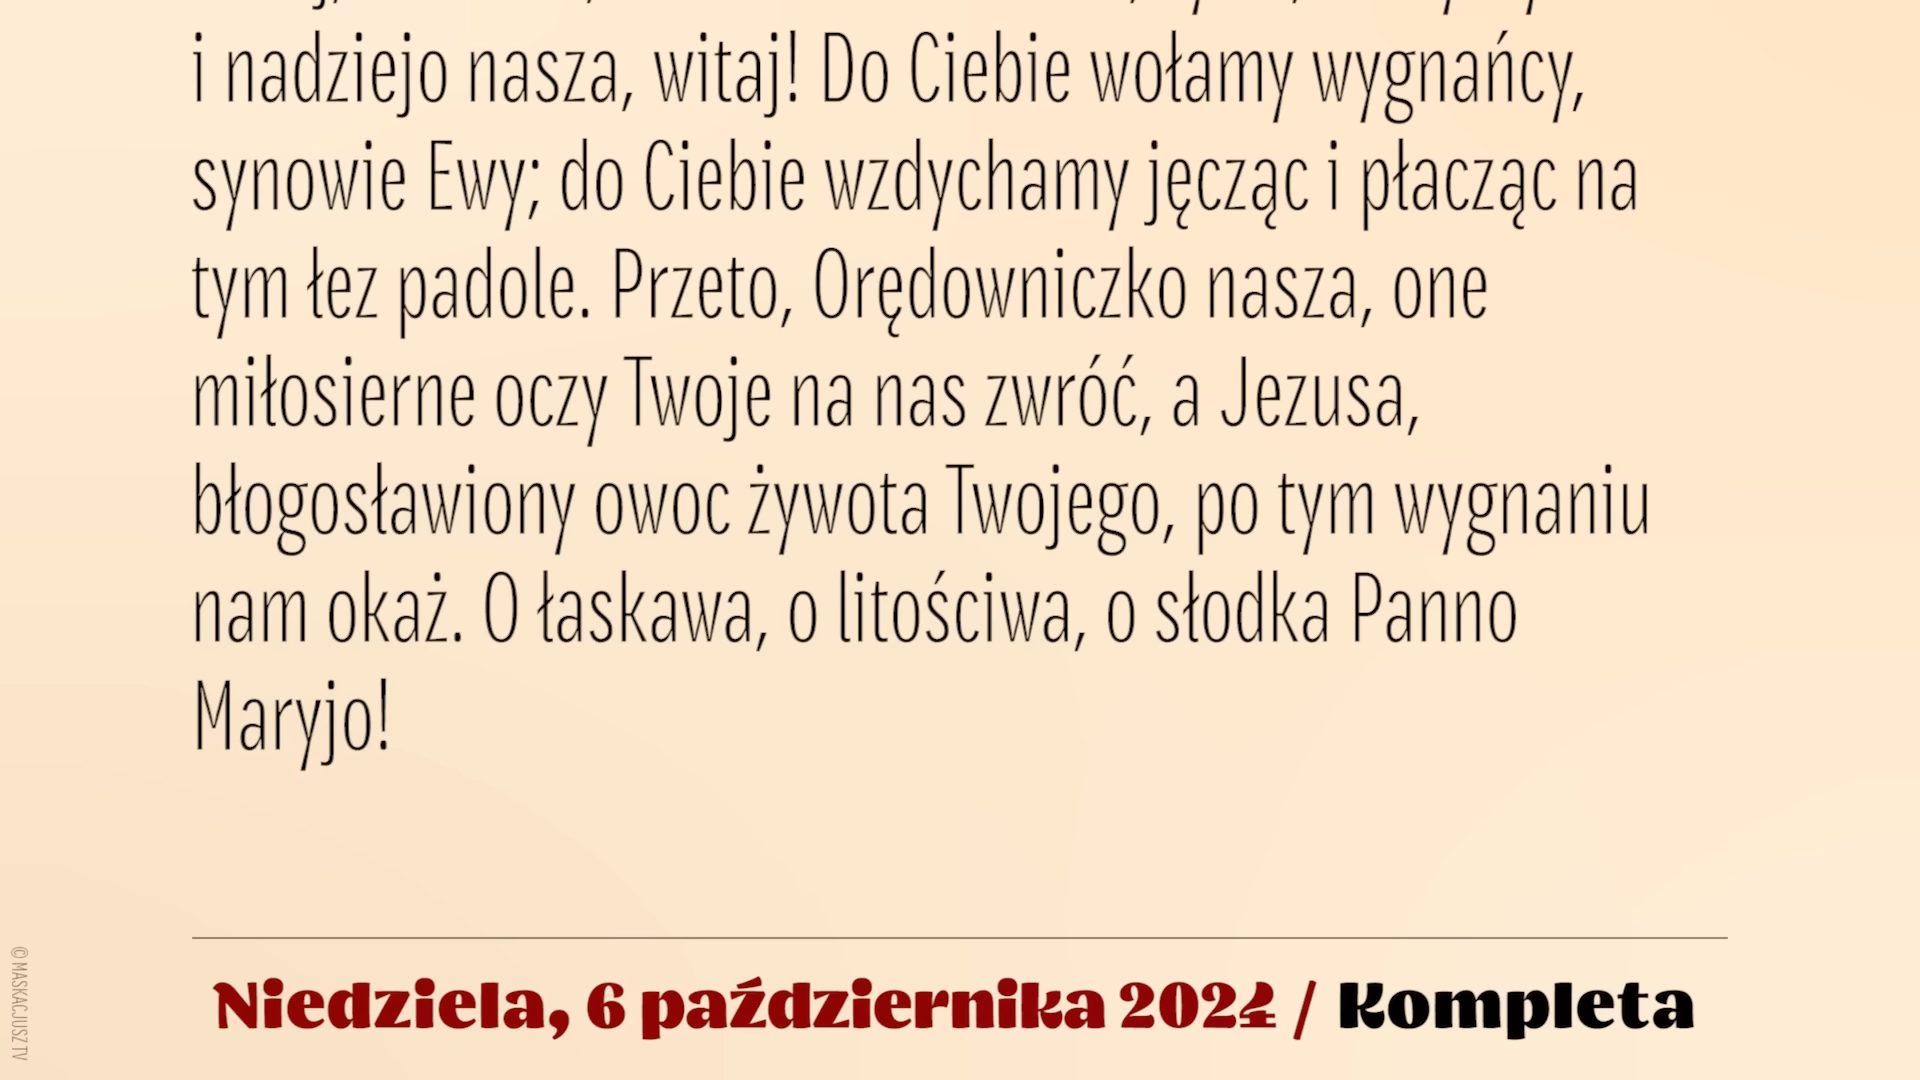 i nadziejo nasza, witaj! Do Ciebie wołamy wygnańcy,
synowie Ewy; do Ciebie wzdychamy jęcząc i płacząc na
tym łez padole. Przeto, Orędowniczko nasza, one
miłosierne oczy Twoje na nas zwróć, a Jezusa,
błogosławiony owoc żywota Twojego, po tym wygnaniu
nam okaż. O łaskawa, o litościwa, o słodka Panno
Maryjo!
Niedziela, 6 października 2024 / Kompleta
© MASKACJUSZ TV